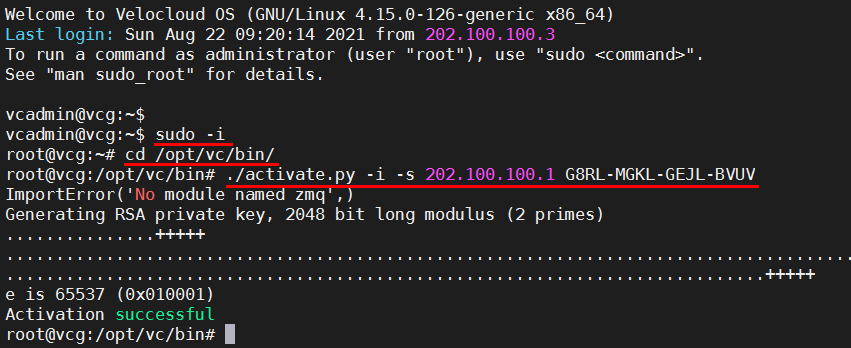 Welcome to Velocloud OS (GNU/Linux 4.15.0-126-generic x86_64)
Last login: Sun Aug 22 09:20:14 2021 from 202.100.100.3
To run a command as administrator (user "root"), use "sudo <command>".
See "man sudo_root" for details.
vcadmin@vcg:~$
vcadmin@vcg:~$ sudo -i
root@vcg:~# cd /opt/vc/bin/
root@vcg:/opt/vc/bin# ./activate.py -i -s 202.100.100.1 G8RL-MGKL-GEJL-BVUV
ImportError('No module named zmq',)
Generating RSA private key, 2048 bit long modulus (2 primes)
...............+++++
.....................................................................................
............................................................................+++++
e is 65537 (0x010001)
Activation successful
root@vcg:/opt/vc/bin#